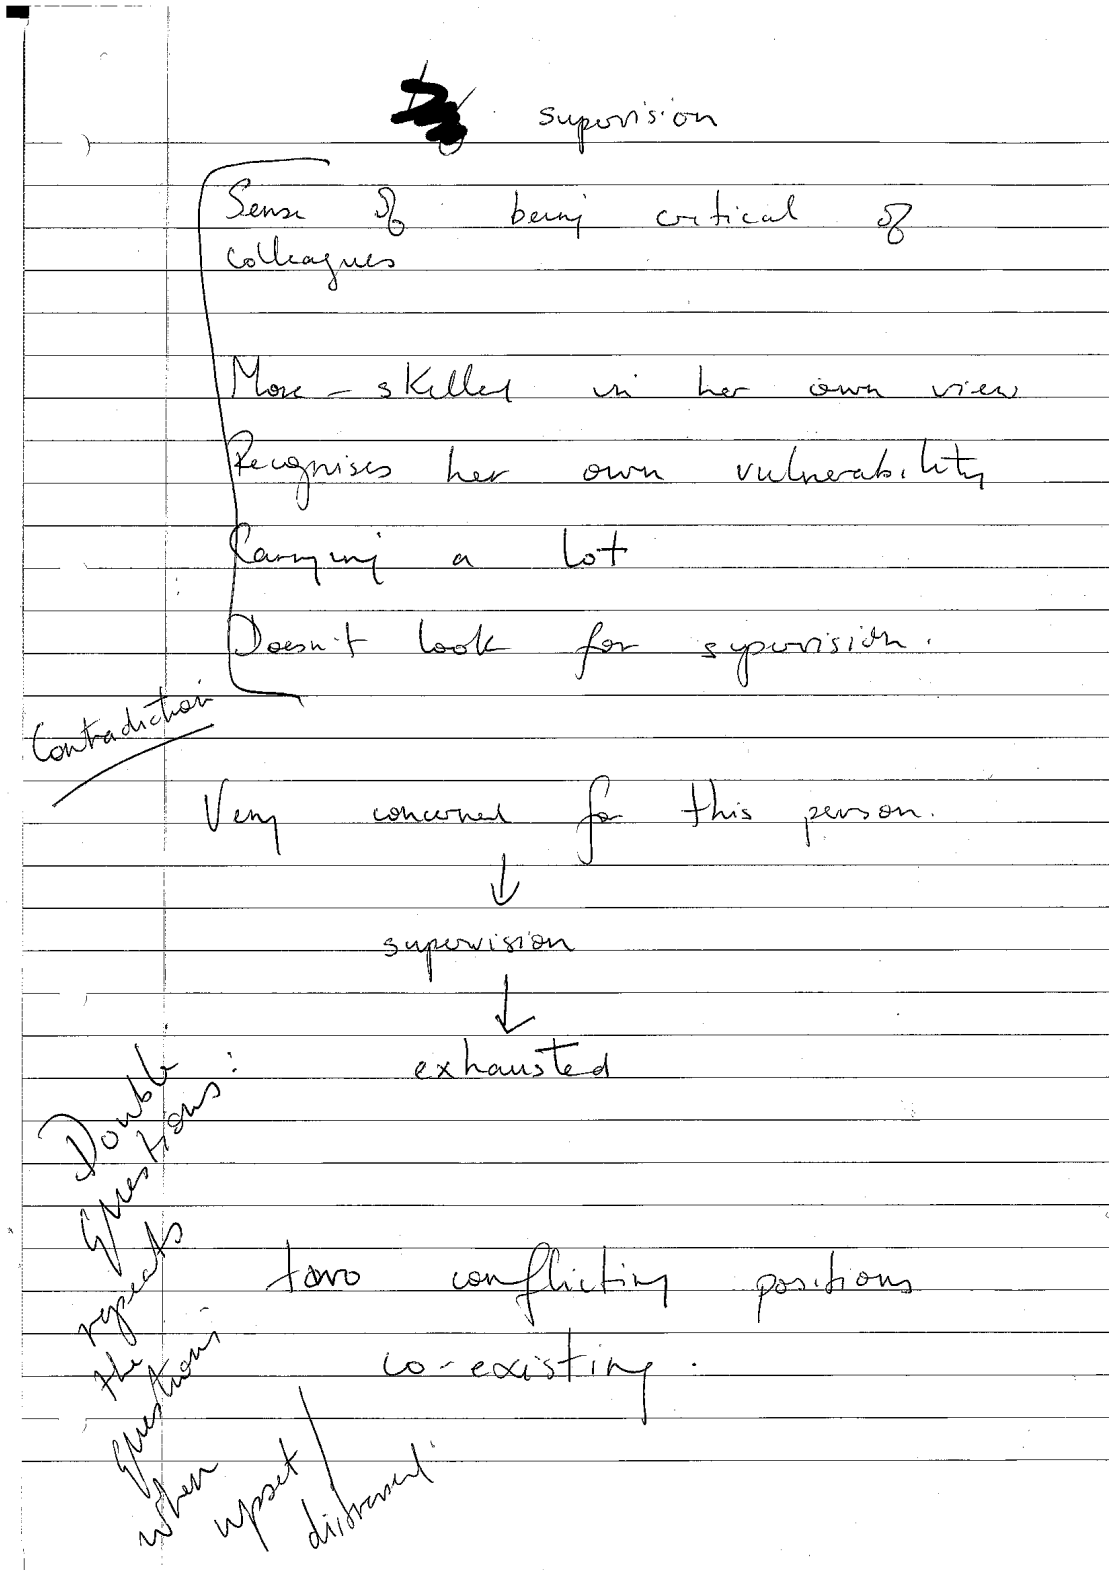 supervision
Sense of being critical of
colleagues
More - skilled in her own view
Recognises her own vulnerability
Carrying a lot
Doesn't look for supervision.
Contradiction
Very concerned for this person.
↓
supervision
↓
exhausted
Double
questions:
repeats
the
questions
when
upset/
distressed.
two conflicting positions
co-existing.